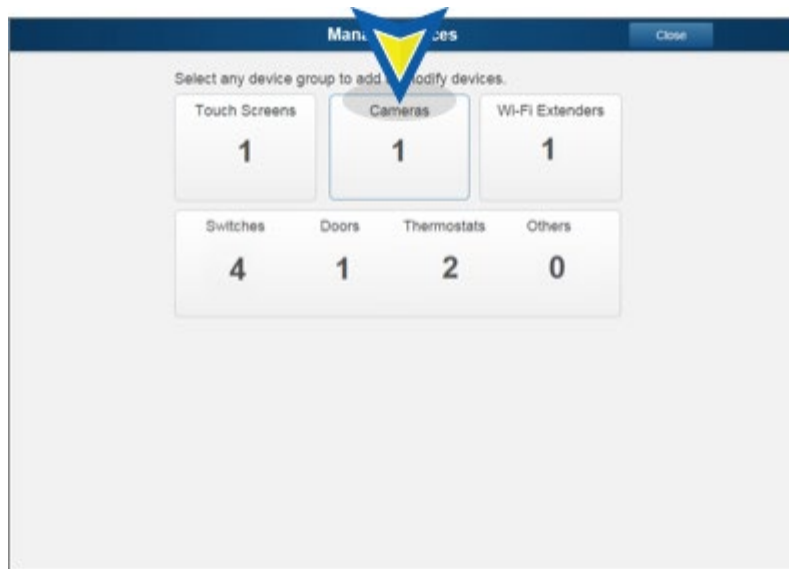 Close
Select any device group to add modify devices.
Touch Screens
Cameras
Wi-Fi Extenders
1
1
1
Switches
Doors
Thermostats
Others
4
1
2
0